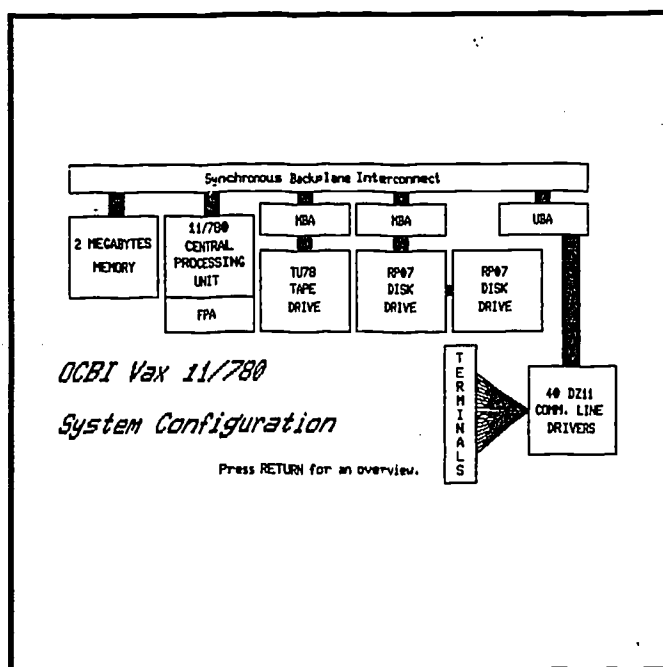 Synchronous Backplane Interconnect
2 MEGABYTES
MEMORY
11/780
CENTRAL
PROCESSING
UNIT
FPA
MBA
TU78
TAPE
DRIVE
MBA
RP07
DISK
DRIVE
RP07
DISK
DRIVE
UBA
OCBI Vax 11/780
System Configuration
TERMINALS
40 DZ11
COMM. LINE
DRIVERS
Press RETURN for an overview.